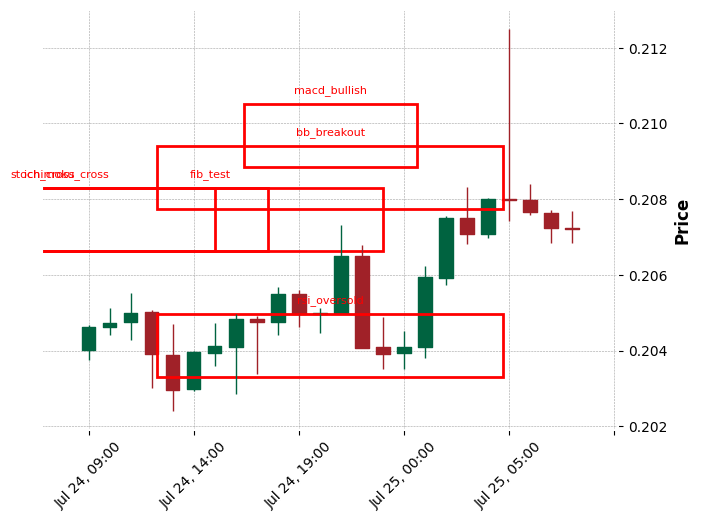 macd_bullish
bb_breakout
fib_test
0.212
0.210
0.208
0.206
0.204
0.202
Price
Jul 24, 09:00
Jul 24, 14:00
Jul 24, 19:00
Jul 25, 00:00
Jul 25, 05:00